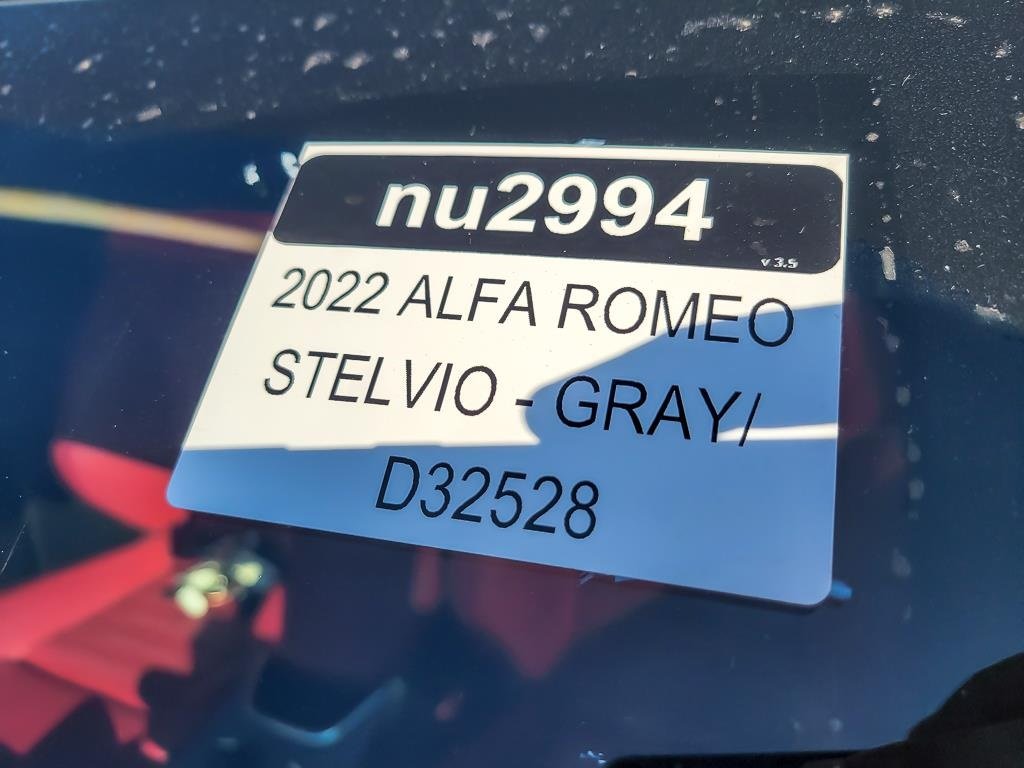 nu2994
v 3.5
2022 ALFA ROMEO
STELVIO - GRAY/
D32528